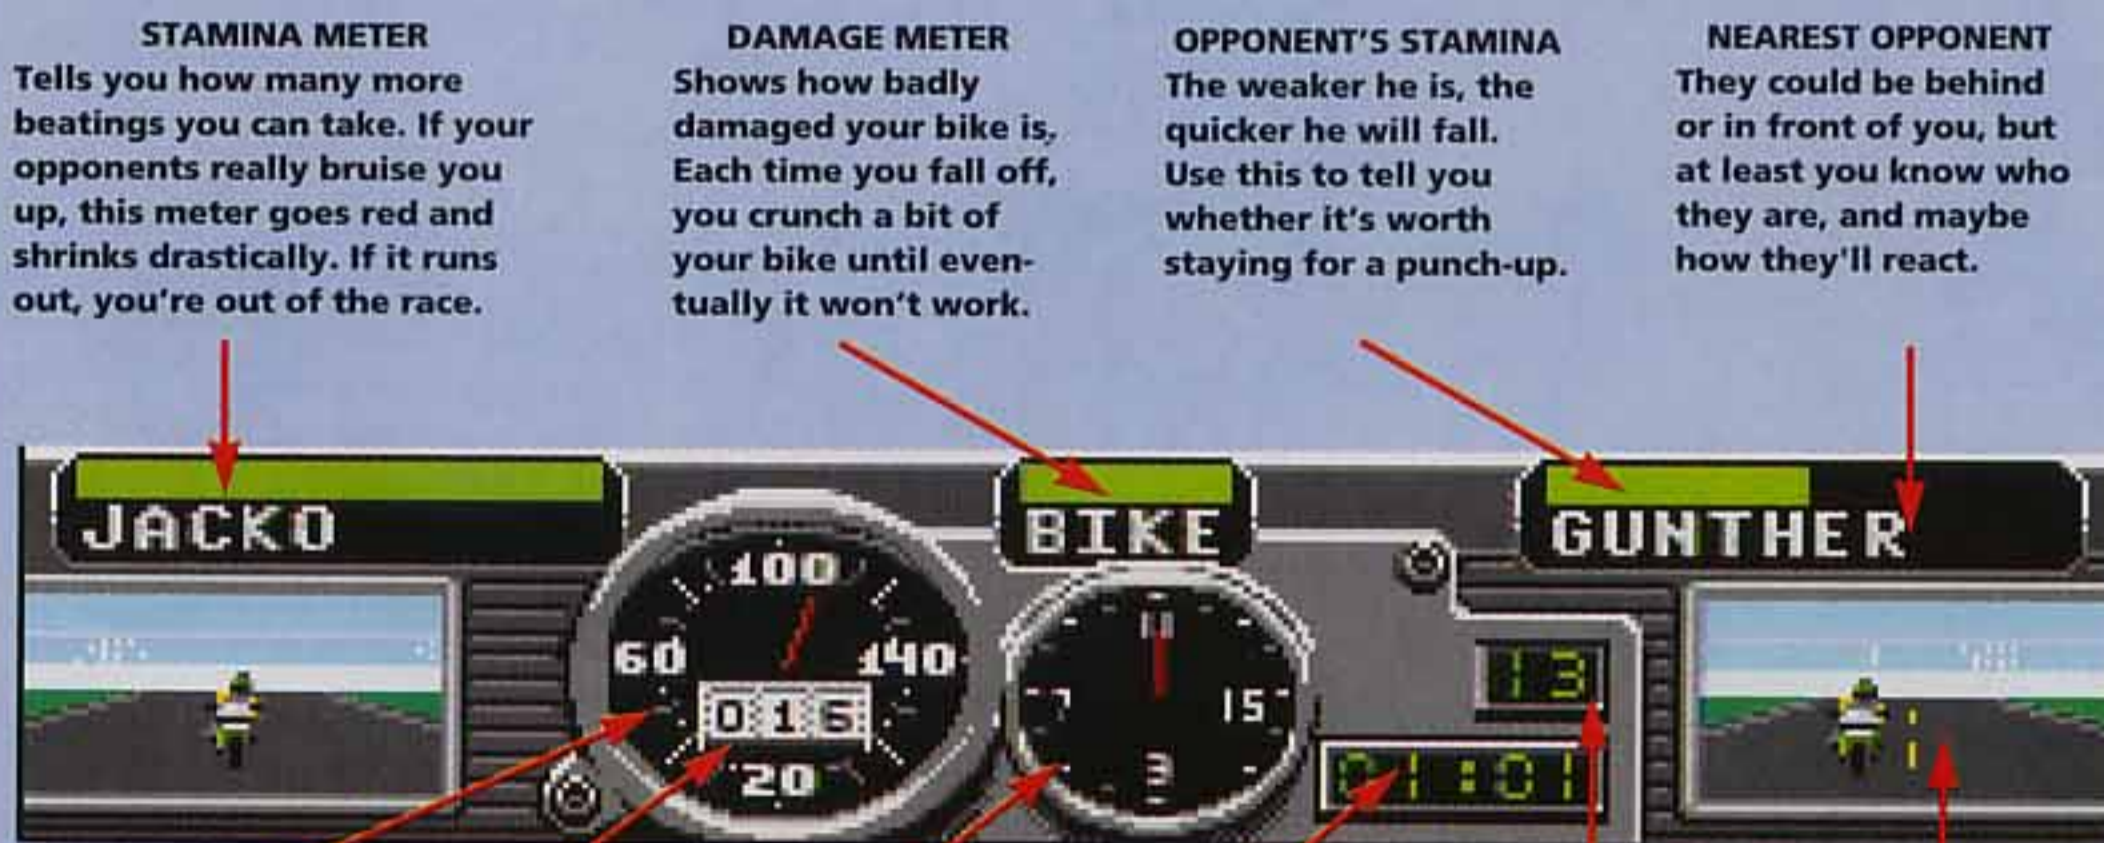 STAMINA METER
Tells you how many more
beatings you can take. If your
opponents really bruise you
up, this meter goes red and
shrinks drastically. If it runs
out, you're out of the race.
DAMAGE METER
Shows how badly
damaged your bike is,
Each time you fall off,
you crunch a bit of
your bike until even-
tually it won't work.
OPPONENT'S STAMINA
The weaker he is, the
quicker he will fall.
Use this to tell you
whether it's worth
staying for a punch-up.
NEAREST OPPONENT
They could be behind
or in front of you, but
at least you know who
they are, and maybe
how they'll react.
JACKO
BIKE
GUNTHER
100
60
140
016
20
11
7
15
3
13
01:01